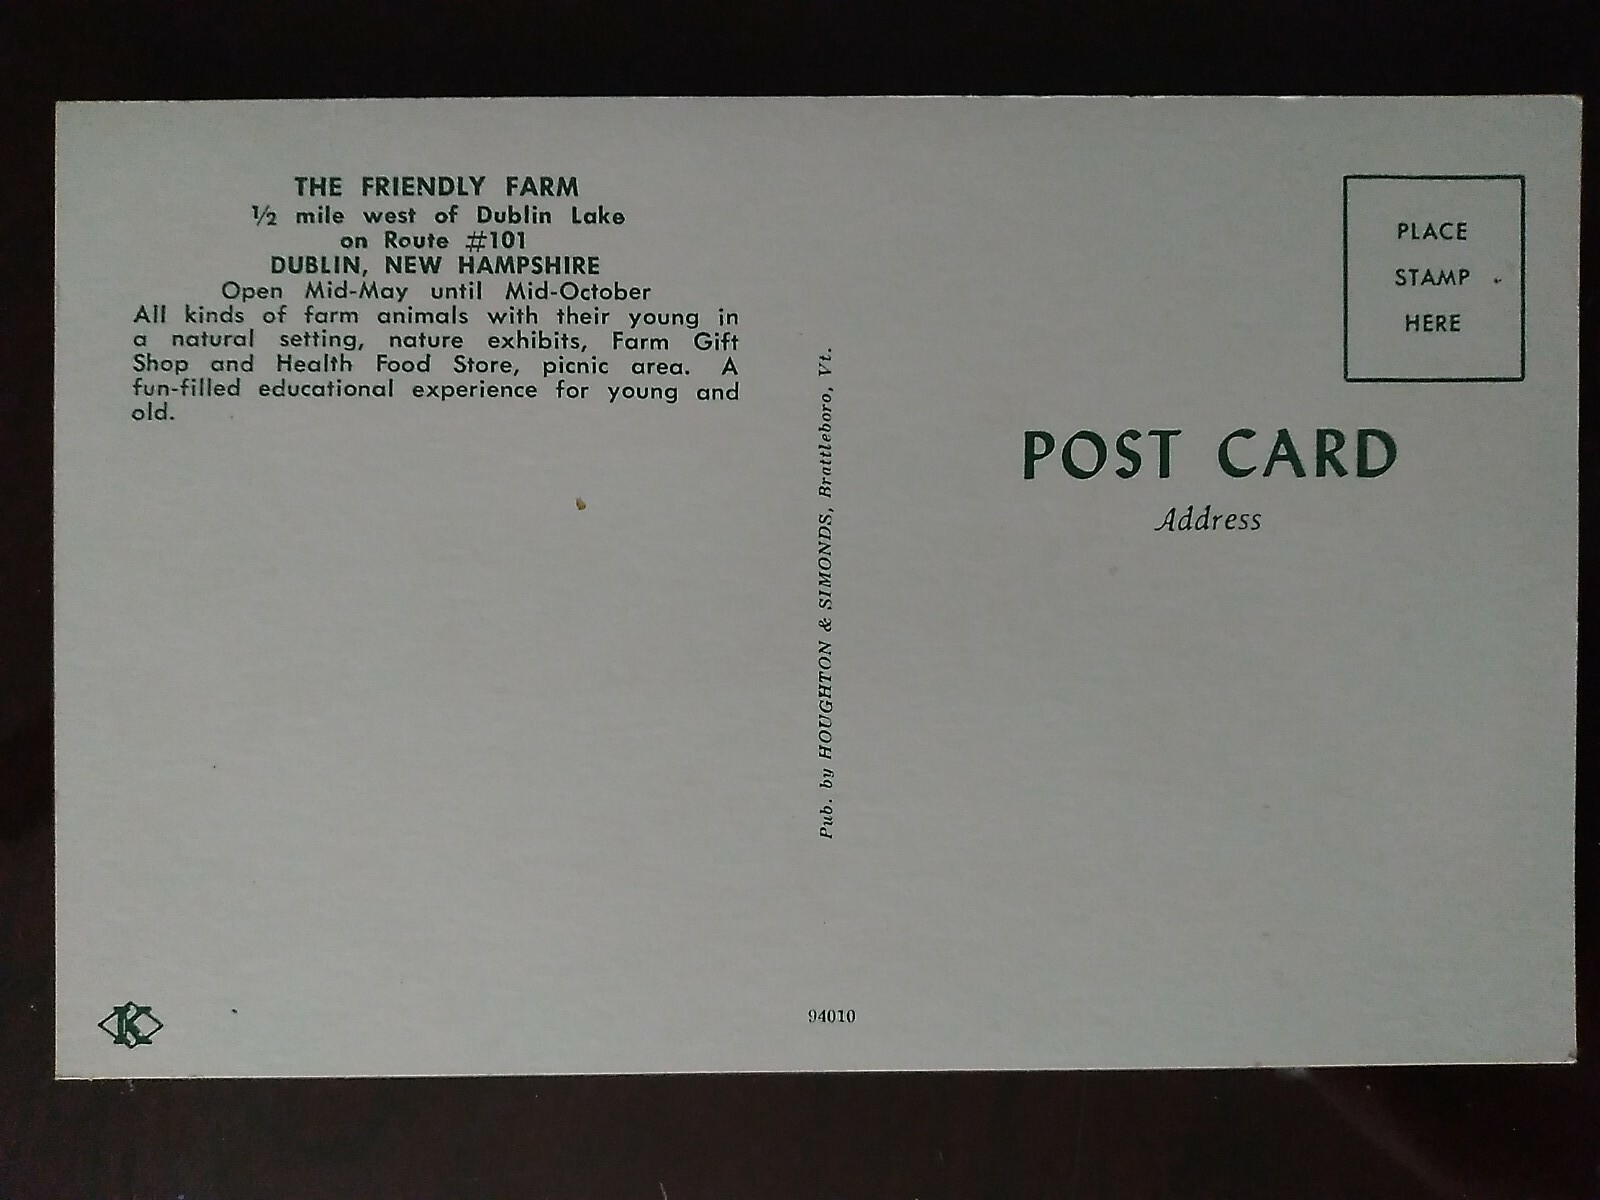 THE FRIENDLY FARM
½ mile west of Dublin Lake
on Route #101
DUBLIN, NEW HAMPSHIRE
Open Mid-May until Mid-October
All kinds of farm animals with their young in
a natural setting, nature exhibits, Farm Gift
Shop and Health Food Store, picnic area. A
fun-filled educational experience for young and
old.
Pub. by HOUGHTON & SIMONDS, Brattleboro, Vt.
PLACE
STAMP
HERE
POST CARD
Address
K
94010